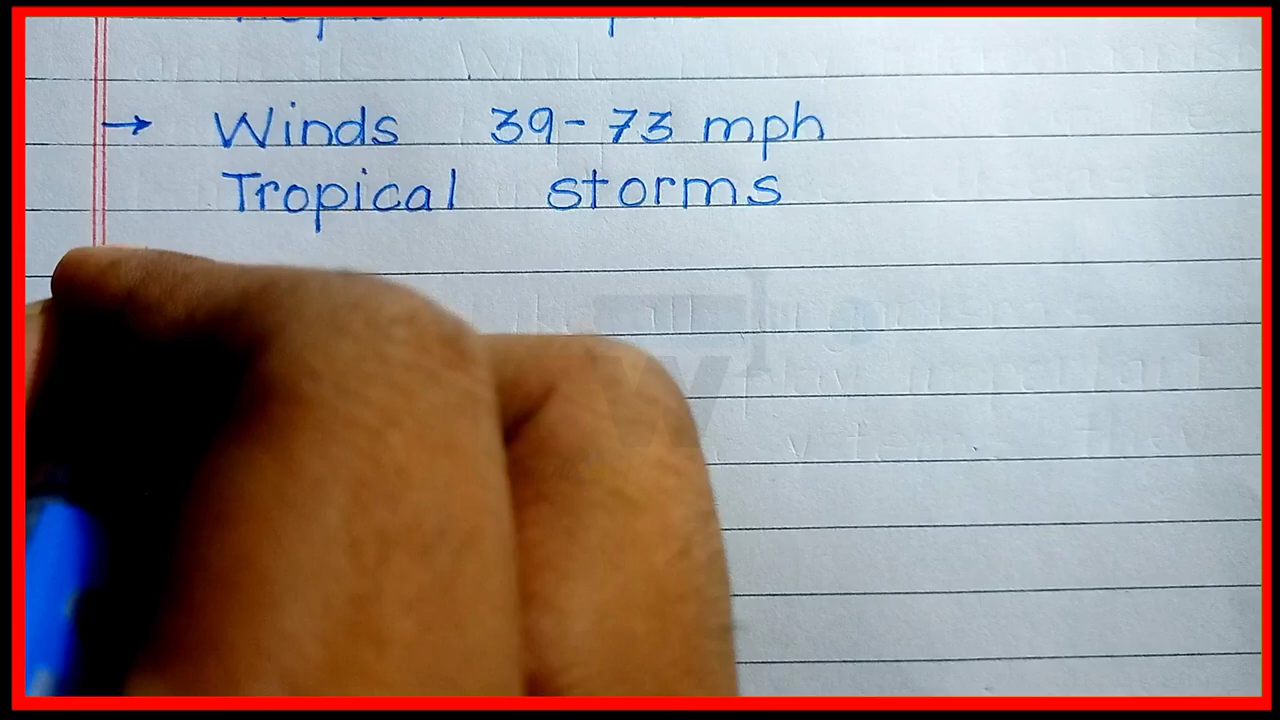 → Winds 39-73 mph
Tropical storms